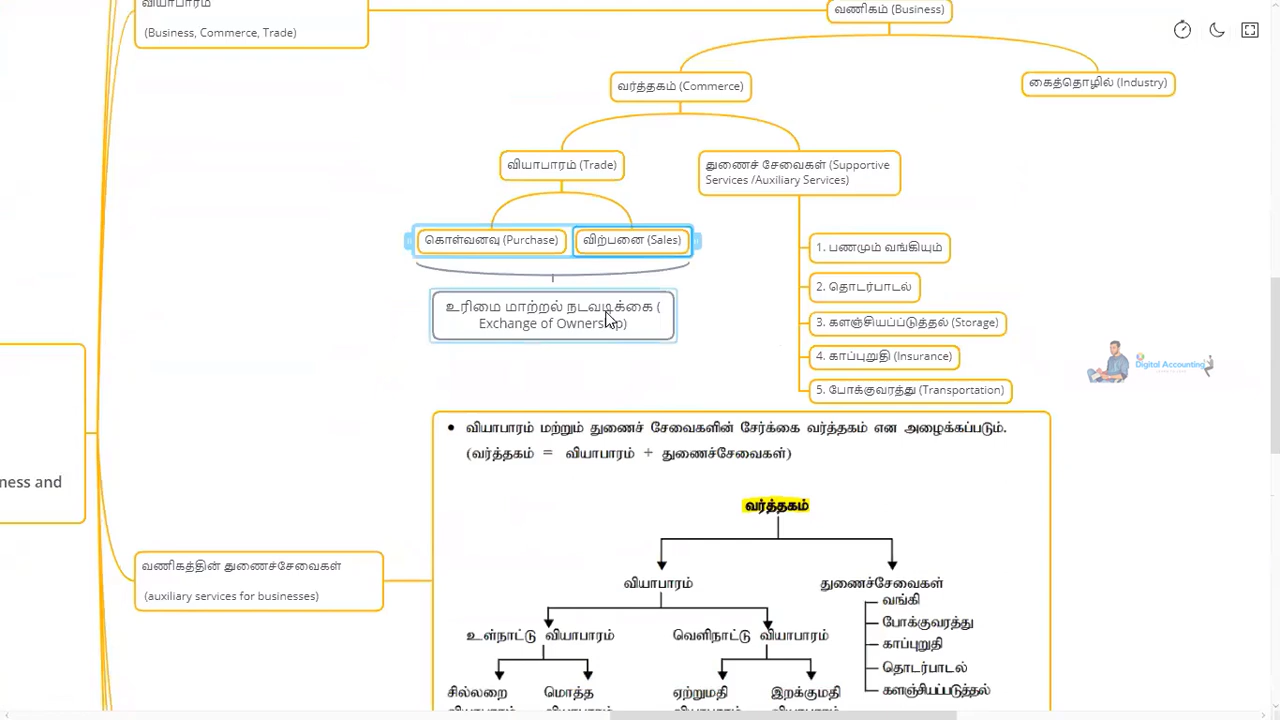 வியாபாரம்
(Business, Commerce, Trade)
வணிகம் (Business)
வர்த்தகம் (Commerce)
கைத்தொழில் (Industry)
வியாபாரம் (Trade)
துணைச் சேவைகள் (Supportive
Services /Auxiliary Services)
கொள்வனவு (Purchase)
விற்பனை (Sales)
உரிமை மாற்றல் நடவடிக்கை (
Exchange of Ownership)
1. பணமும் வங்கியும்
2. தொடர்பாடல்
3. களஞ்சியப்ப்டுத்தல் (Storage)
4. காப்புறுதி (Insurance)
5. போக்குவரத்து (Transportation)
Digital Accounting
ness and
வணிகத்தின் துணைச்சேவைகள்
(auxiliary services for businesses)
• வியாபாரம் மற்றும் துணைச் சேவைகளின் சேர்க்கை வர்த்தகம் என அழைக்கப்படும்.
(வர்த்தகம் = வியாபாரம் + துணைச்சேவைகள்)
வர்த்தகம்
வியாபாரம்
துணைச்சேவைகள்
வங்கி
போக்குவரத்து
காப்புறுதி
தொடர்பாடல்
களஞ்சியப்படுத்தல்
உள்நாட்டு வியாபாரம்
வெளிநாட்டு வியாபாரம்
சில்லறை
மொத்த
ஏற்றுமதி
இறக்குமதி